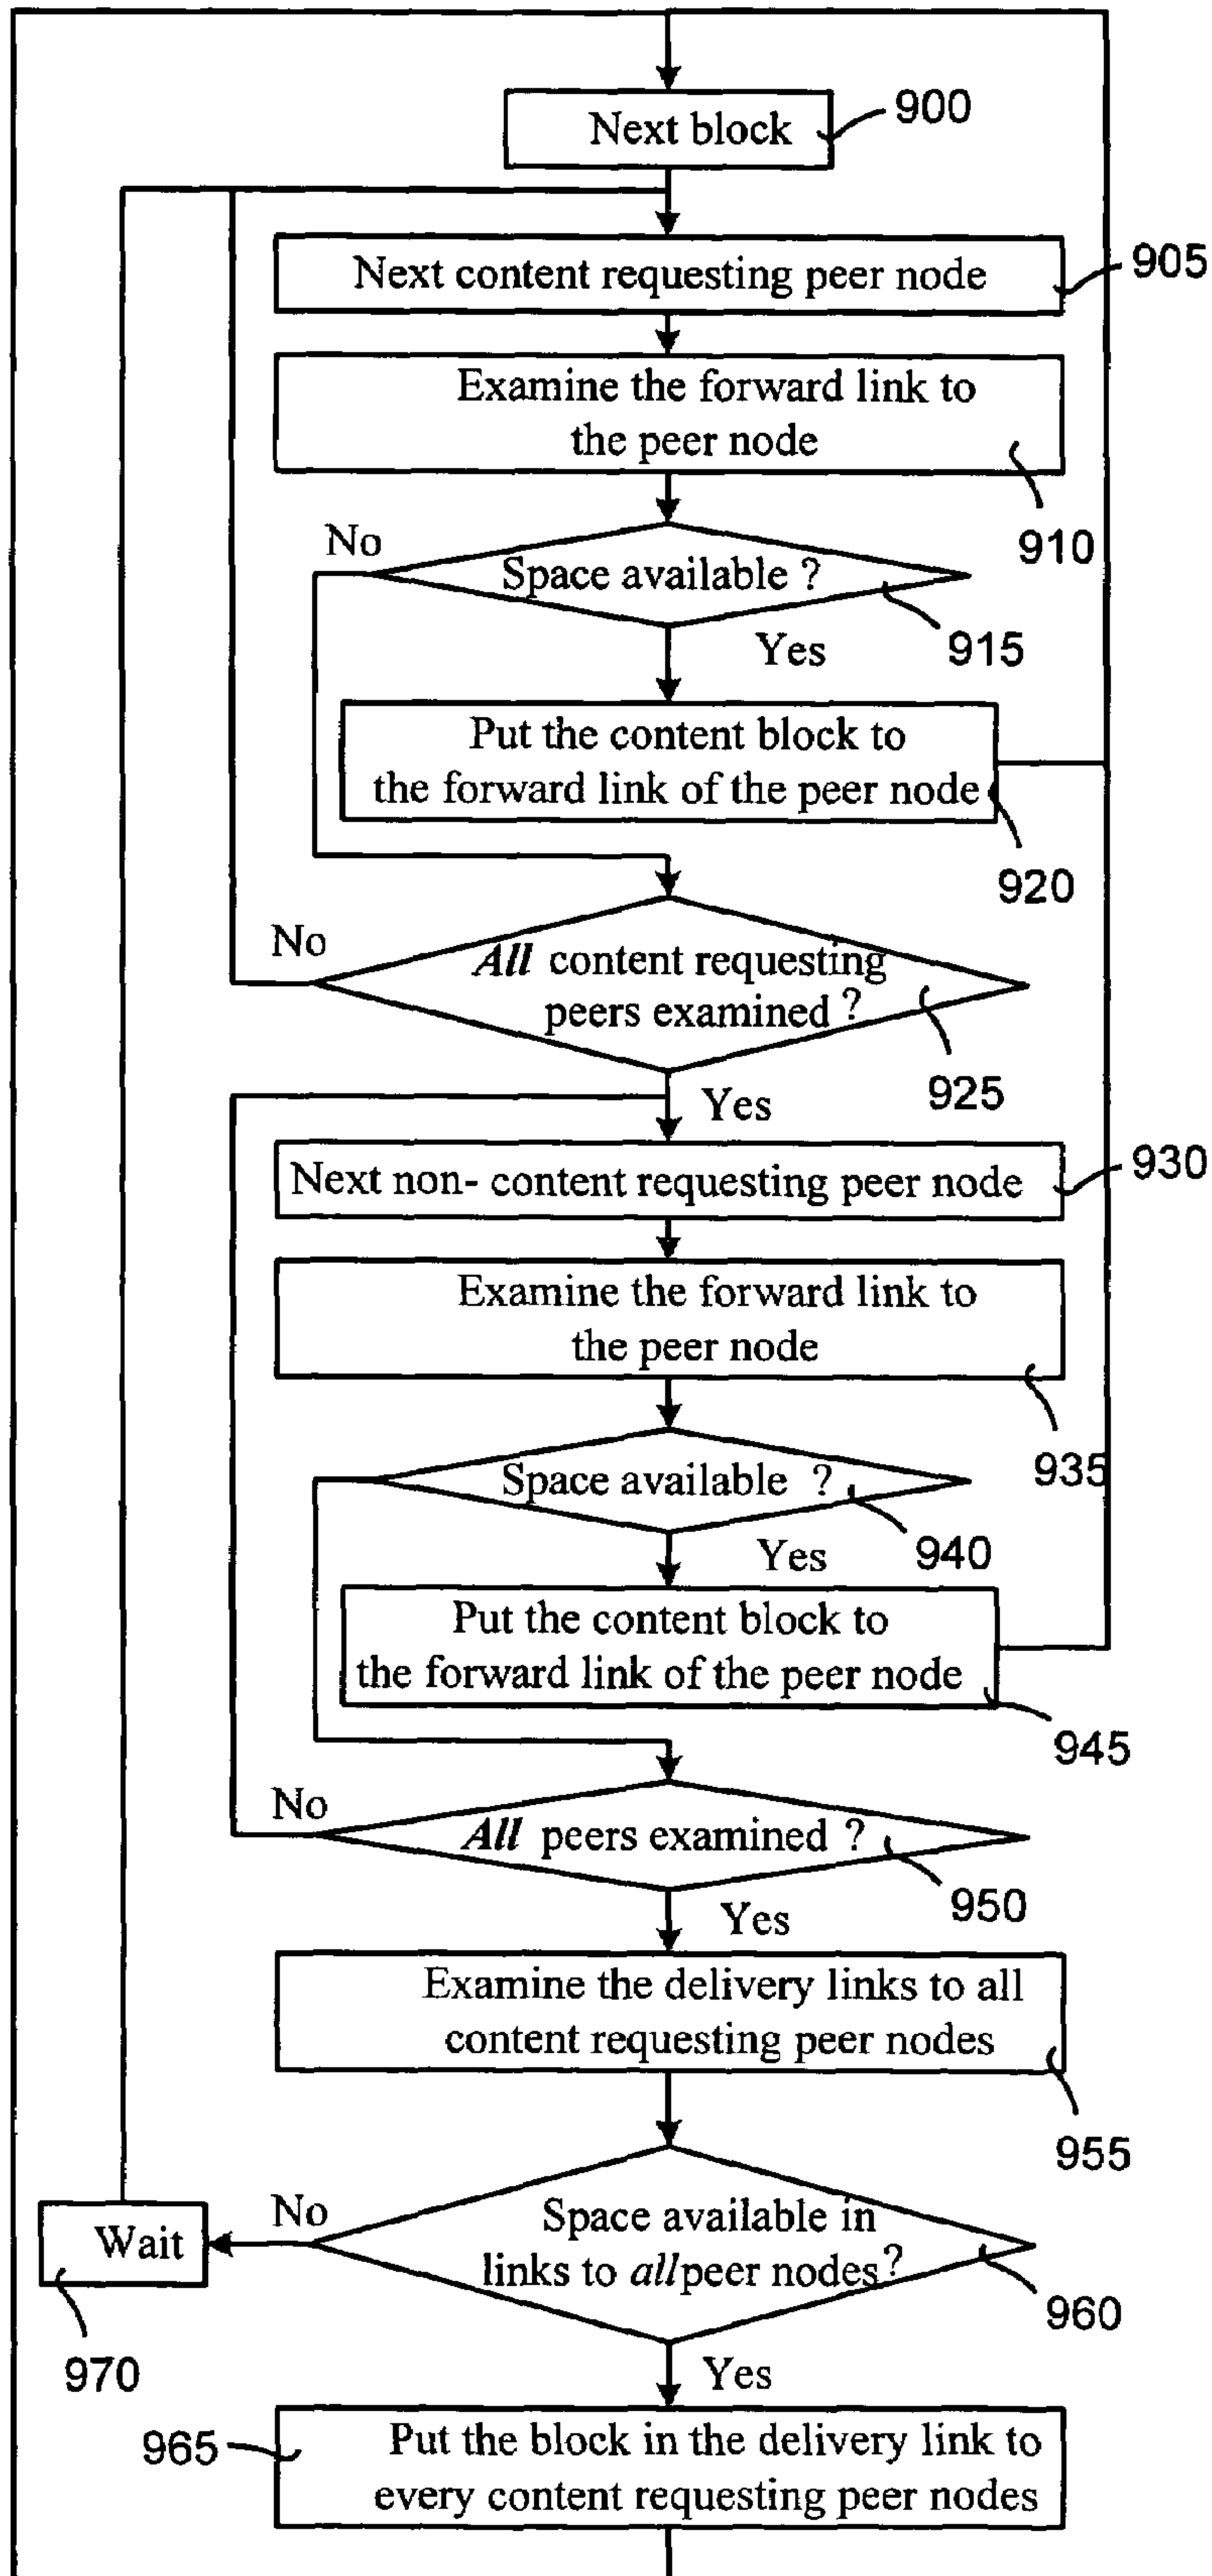 Next block
900
Next content requesting peer node
905
Examine the forward link to
the peer node
910
No
Space available ?
Yes
915
Put the content block to
the forward link of the peer node
920
No
All content requesting
peers examined ?
925
Yes
Next non- content requesting peer node
930
Examine the forward link to
the peer node
935
Space available ?
940
Yes
Put the content block to
the forward link of the peer node
945
No
All peers examined ?
950
Yes
Examine the delivery links to all
content requesting peer nodes
955
No
Wait
Space available in
links to all peer nodes ?
960
970
Yes
965
Put the block in the delivery link to
every content requesting peer nodes